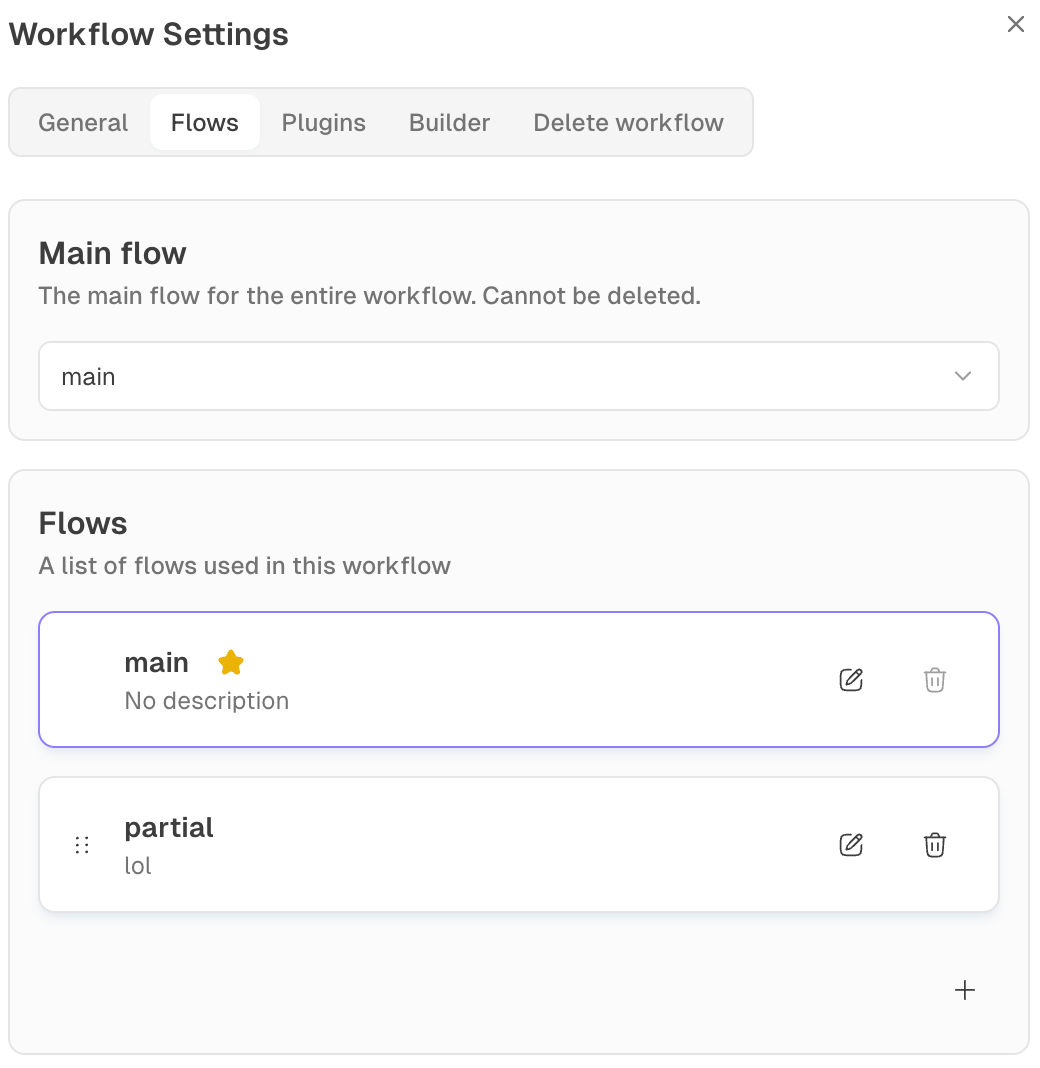 Workflow Settings
General Flows Plugins Builder Delete workflow
Main flow
The main flow for the entire workflow. Cannot be deleted.
main
Flows
A list of flows used in this workflow
main
No description
partial
lol